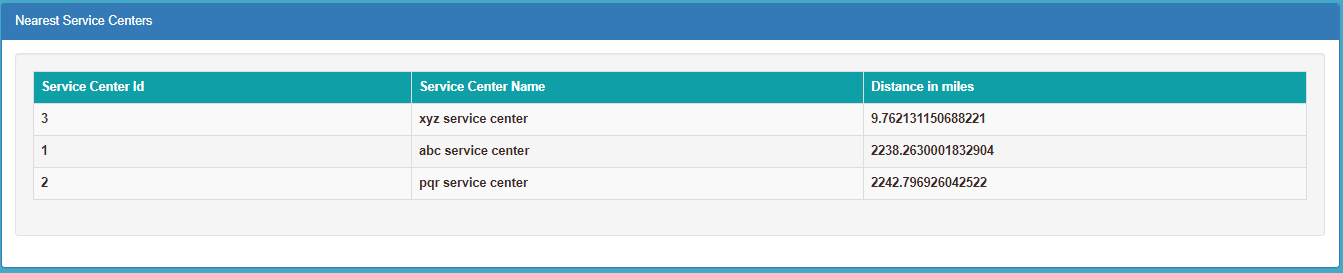 Nearest Service Centers
Service Center Id Service Center Name Distance in miles
3 xyz service center 9.762131150688221
1 abc service center 2238.2630001832904
2 pqr service center 2242.796926042522